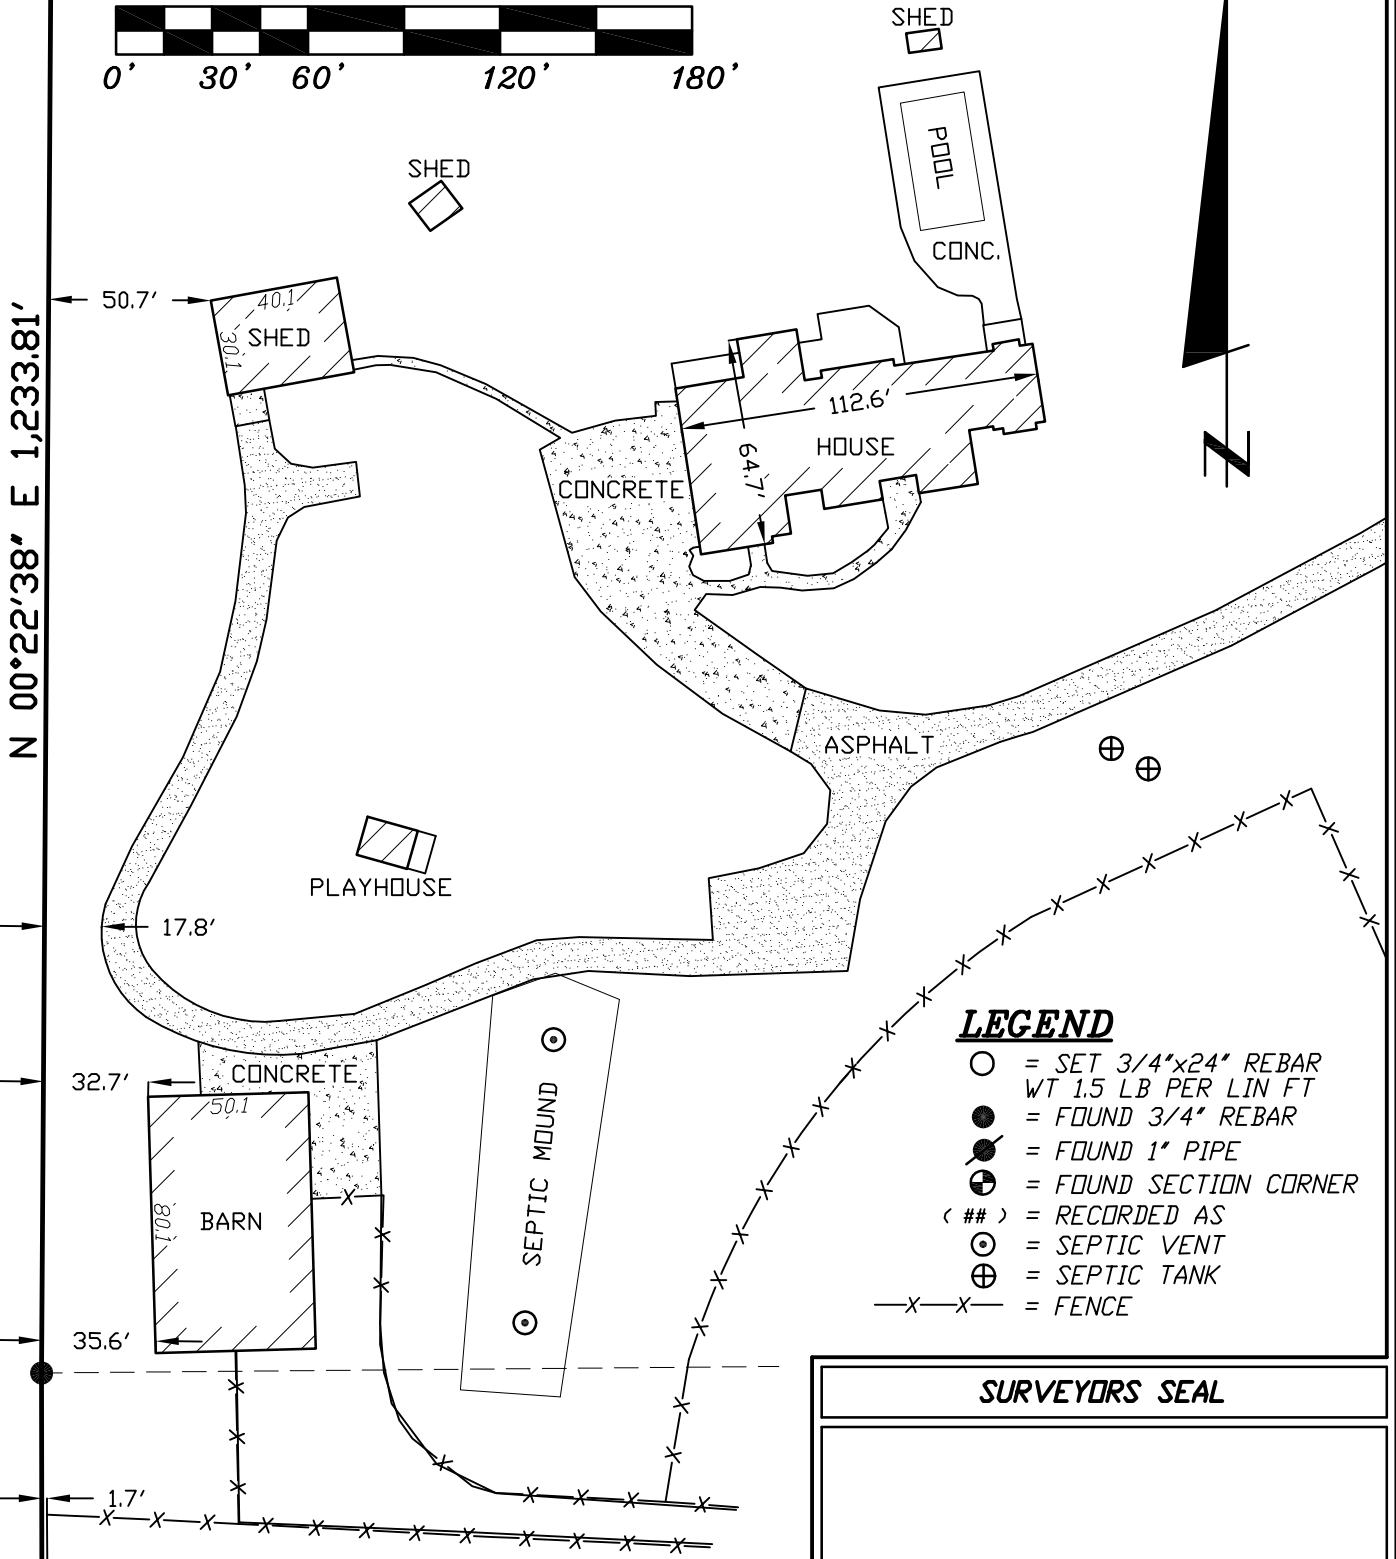 0' 30' 60' 120' 180'
SHED
POOL
CONC.
SHED
50.7'
40.1
30.1
SHED
N 00°22'38" E 1,233.81'
112.6'
64.7'
HOUSE
CONCRETE
ASPHALT
PLAYHOUSE
17.8'
32.7'
CONCRETE
50.1
80.1
BARN
SEPTIC MOUND
35.6'
1.7'
LEGEND
= SET 3/4"x24" REBAR
WT 1.5 LB PER LIN FT
= FOUND 3/4" REBAR
= FOUND 1" PIPE
= FOUND SECTION CORNER
( ## ) = RECORDED AS
= SEPTIC VENT
= SEPTIC TANK
—X—X— = FENCE
N
SURVEYORS SEAL